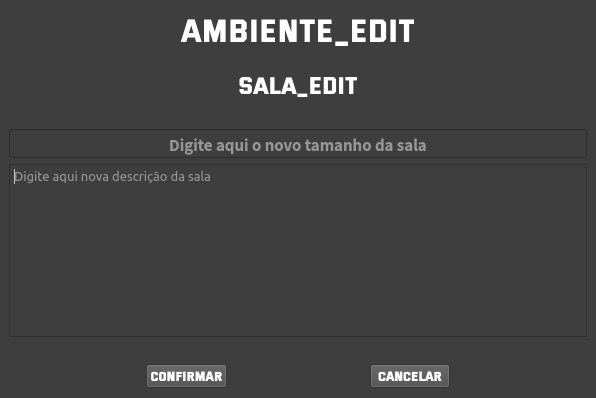 AMBIENTE_EDIT
SALA_EDIT
Digite aqui o novo tamanho da sala
Digite aqui nova descrição da sala
CONFIRMAR CANCELAR